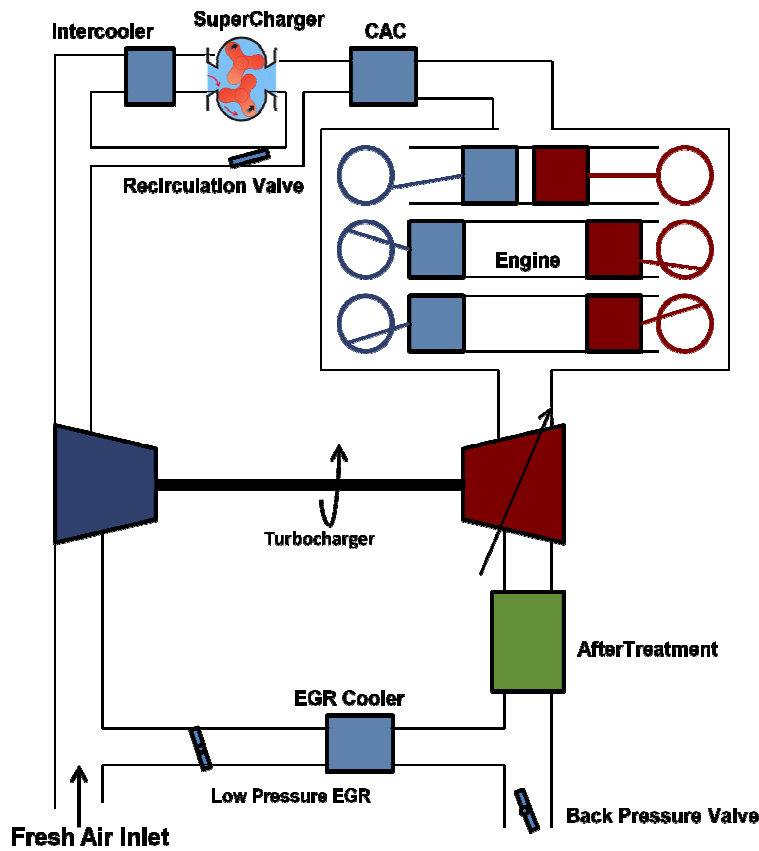 SuperCharger
Intercooler
CAC
Recirculation Valve
Engine
Turbocharger
AfterTreatment
EGR Cooler
Low Pressure EGR
Back Pressure Valve
Fresh Air Inlet